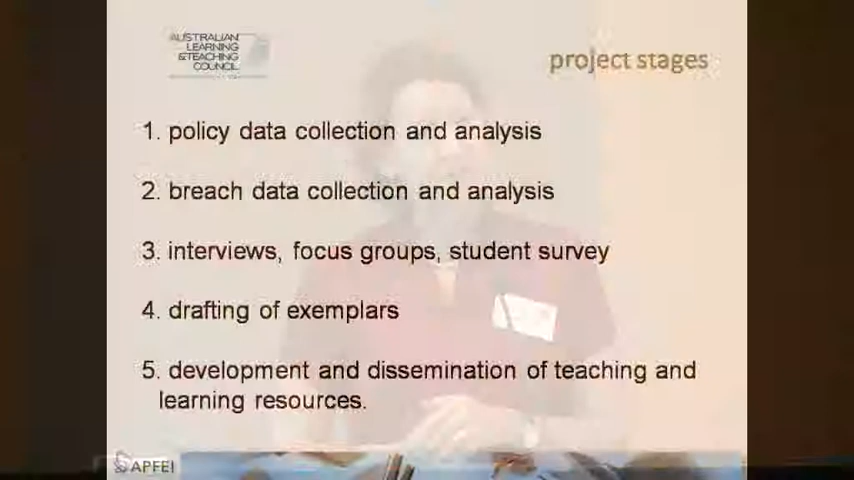 AUSTRALIAN
LEARNING
&TEACHING
COUNCIL
project stages
1. policy data collection and analysis
2. breach data collection and analysis
3. interviews, focus groups, student survey
4. drafting of exemplars
5. development and dissemination of teaching and
learning resources.
APFEI